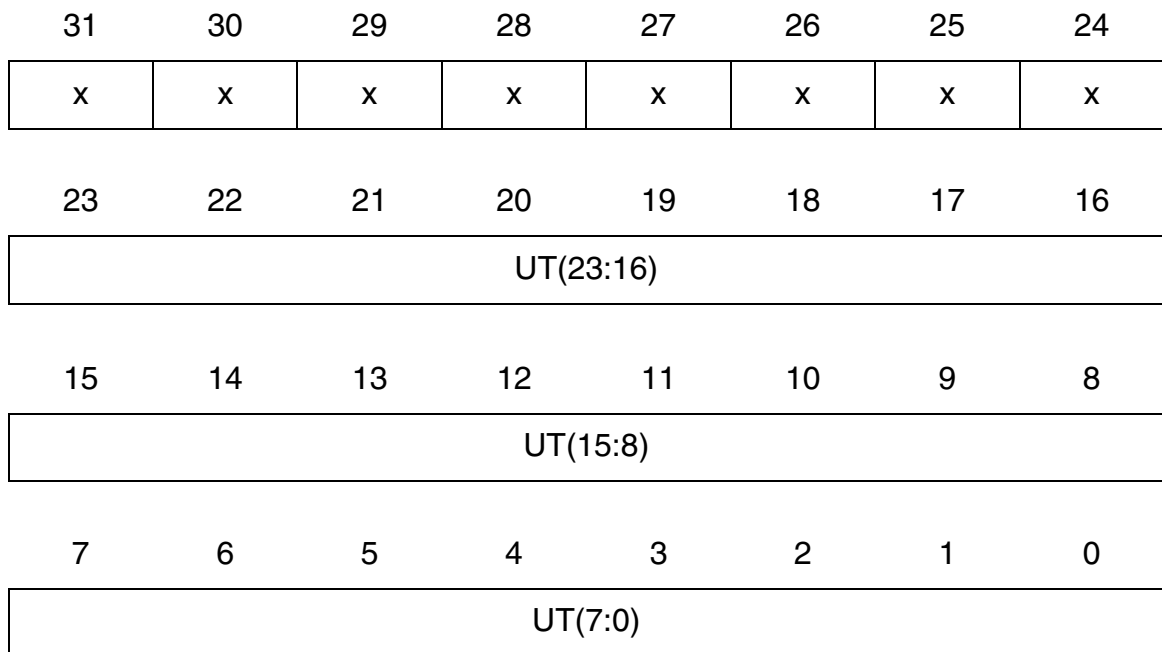 31 30 29 28 27 26 25 24
x x x x x x x x
23 22 21 20 19 18 17 16
UT(23:16)
15 14 13 12 11 10 9 8
UT(15:8)
7 6 5 4 3 2 1 0
UT(7:0)